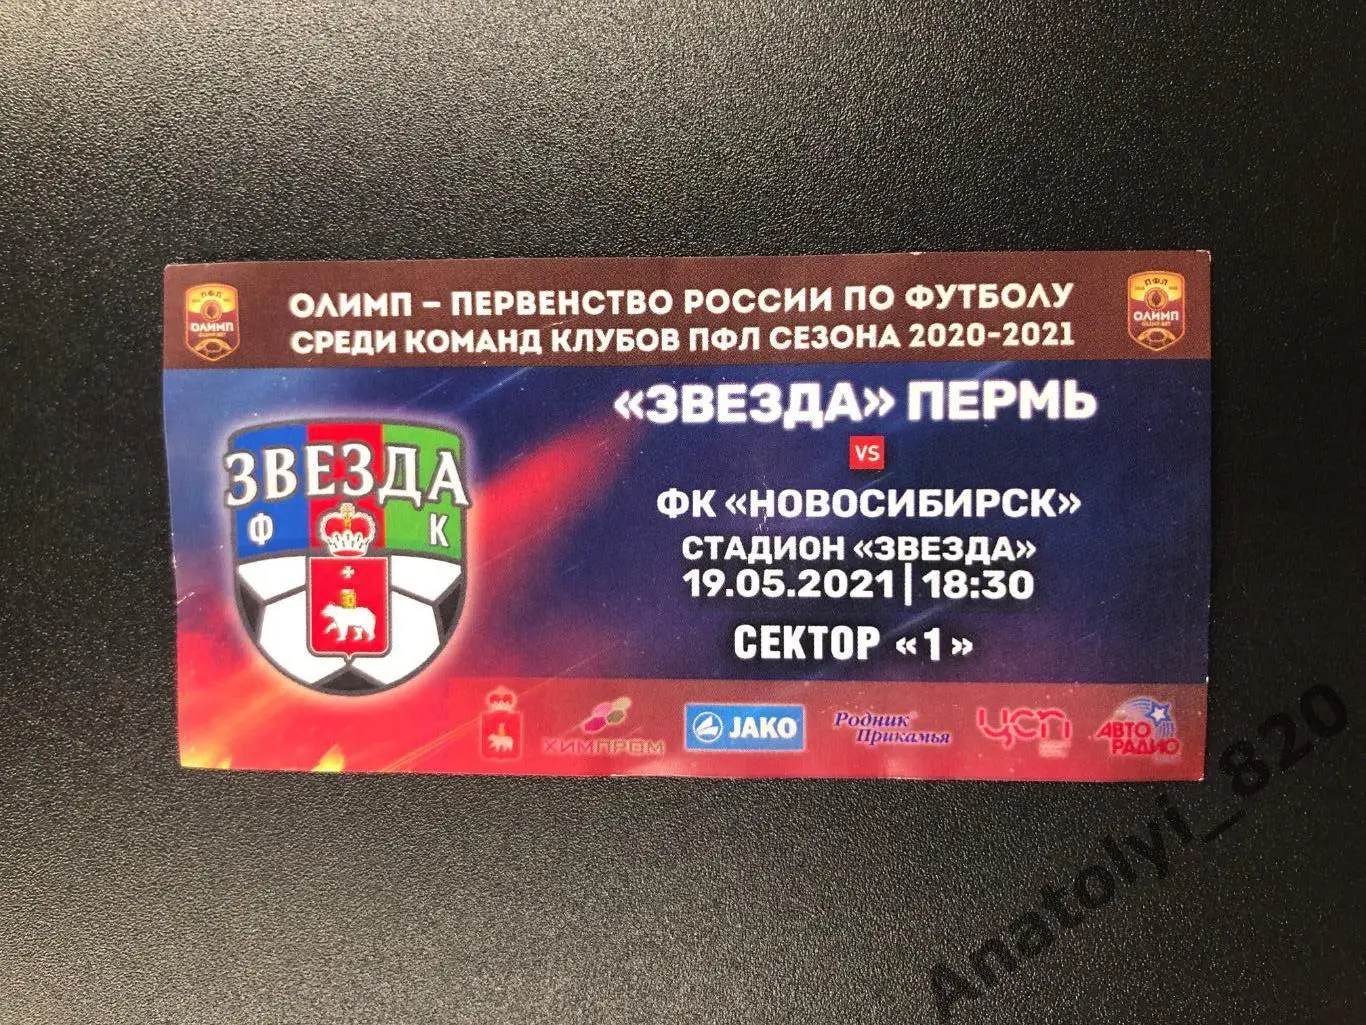 ОЛИМП – ПЕРВЕНСТВО РОССИИ ПО ФУТБОЛУ
СРЕДИ КОМАНД КЛУБОВ ПФЛ СЕЗОНА 2020-2021
ПФЛ
ОЛИМП
ПФЛ
ОЛИМП
«ЗВЕЗДА» ПЕРМЬ
VS
ФК «НОВОСИБИРСК»
СТАДИОН «ЗВЕЗДА»
19.05.2021 | 18:30
СЕКТОР «1»
ЗВЕЗДА
Ф К
ХИМПРОМ
JAKO
Родник
Прикамья
ЦСП
АВТО
РАДИО
Anatolyi_820